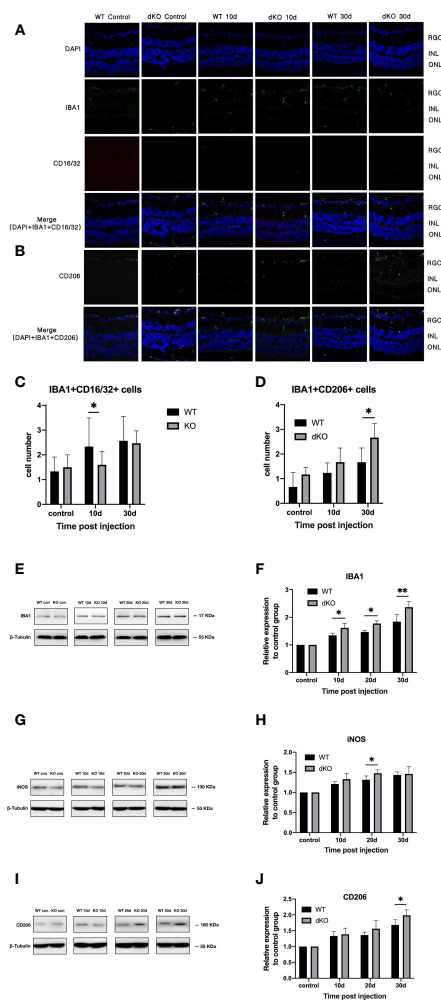 A
WT Control dKO Control WT 10d dKO 10d WT 30d dKO 30d
DAPI
RGC
INL
ONL
IBA1
RGC
INL
ONL
CD16/32
RGC
INL
ONL
Merge
(DAPI+IBA1+CD16/32)
RGC
INL
ONL
B
CD206
RGC
INL
ONL
Merge
(DAPI+IBA1+CD206)
RGC
INL
ONL
C
IBA1+CD16/32+ cells
cell number
4
3
2
1
0
*
WT
KO
control 10d 30d
Time post injection
D
IBA1+CD206+ cells
cell number
4
3
2
1
0
*
WT
dKO
control 10d 30d
Time post injection
E
WT con KO con WT 10d KO 10d WT 20d KO 20d WT 30d KO 30d
IBA1
17 KDa
β-Tubulin
55 KDa
F
IBA1
Relative expression
to control group
3
2
1
0
* * **
WT
dKO
control 10d 20d 30d
Time post injection
G
WT con KO con WT 10d KO 10d WT 20d KO 20d WT 30d KO 30d
iNOS
130 KDa
β-Tubulin
55 KDa
H
iNOS
Relative expression
to control group
2.0
1.5
1.0
0.5
0.0
*
WT
dKO
control 10d 20d 30d
Time post injection
I
WT con KO con WT 10d KO 10d WT 20d KO 20d WT 30d KO 30d
CD206
180 KDa
β-Tubulin
55 KDa
J
CD206
Relative expression
to control group
2.5
2.0
1.5
1.0
0.5
0.0
*
WT
dKO
control 10d 20d 30d
Time post injection